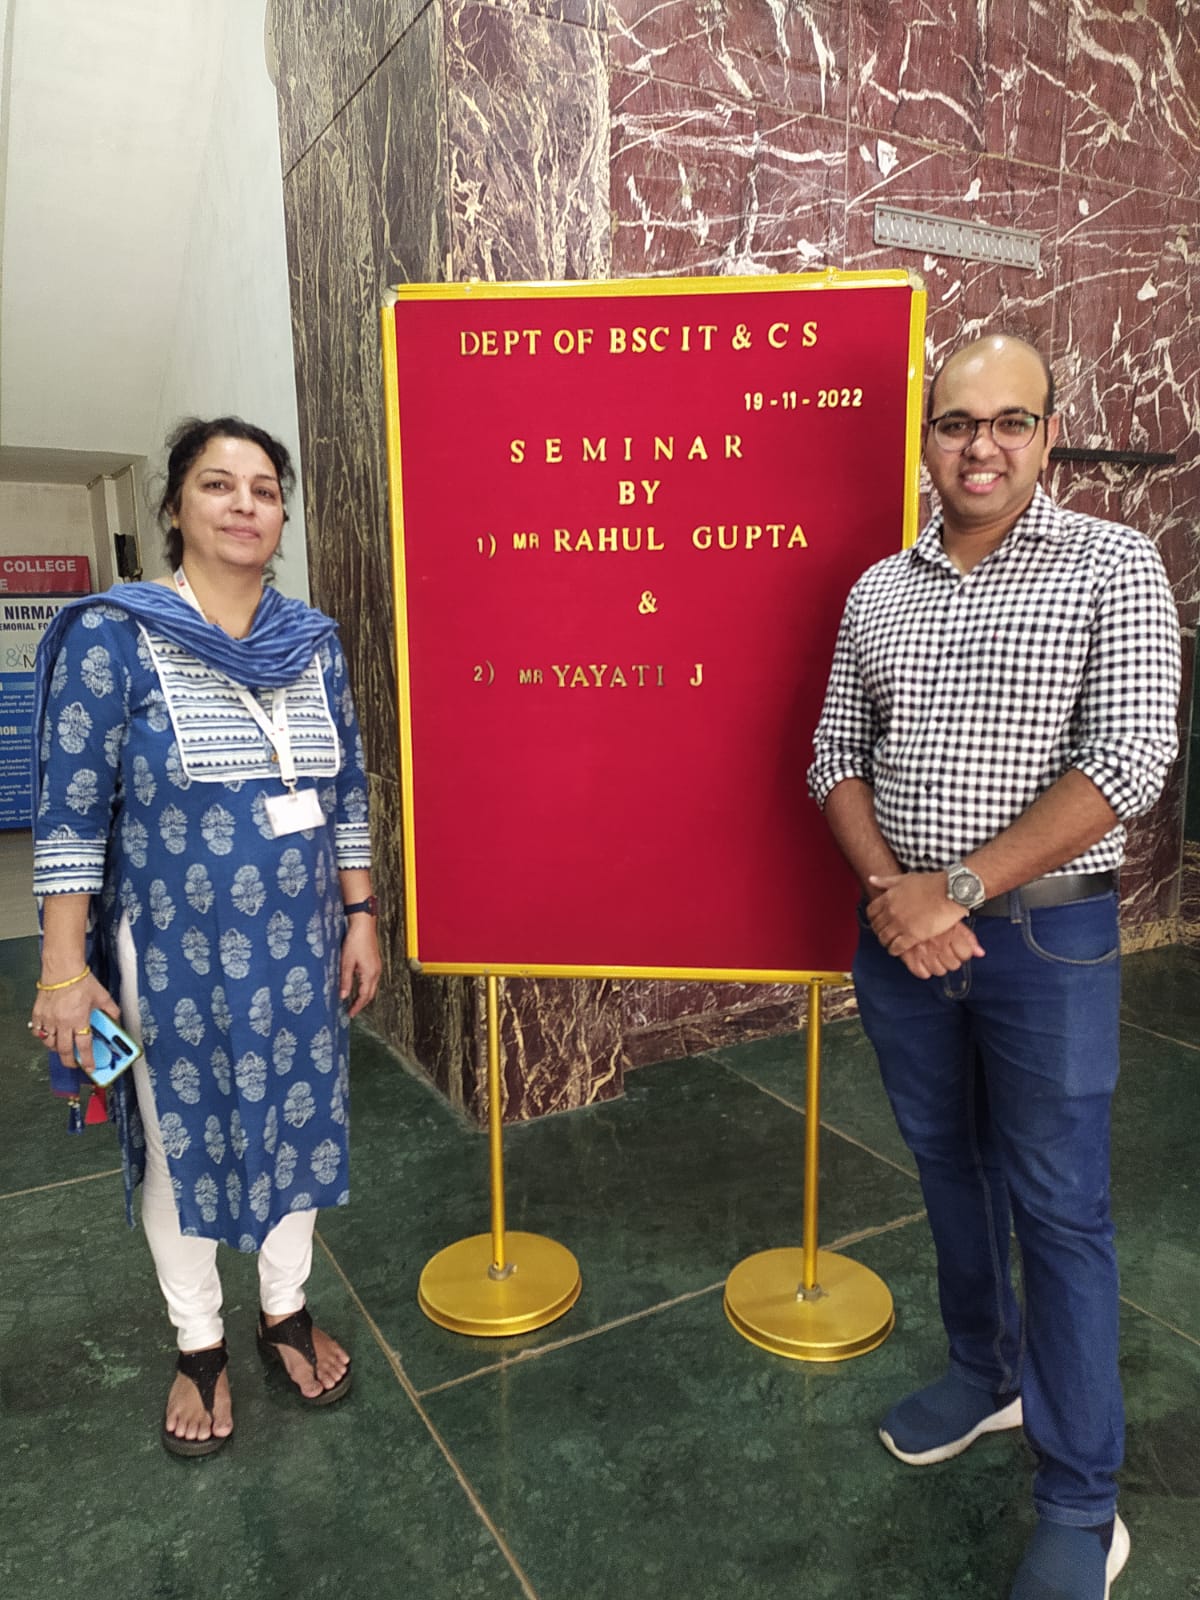 DEPT OF BSC IT & C S
19-11-2022
SEMINAR
BY
1) MR RAHUL GUPTA
&
2) MR YAYATI J
COLLEGE
NIRMAL